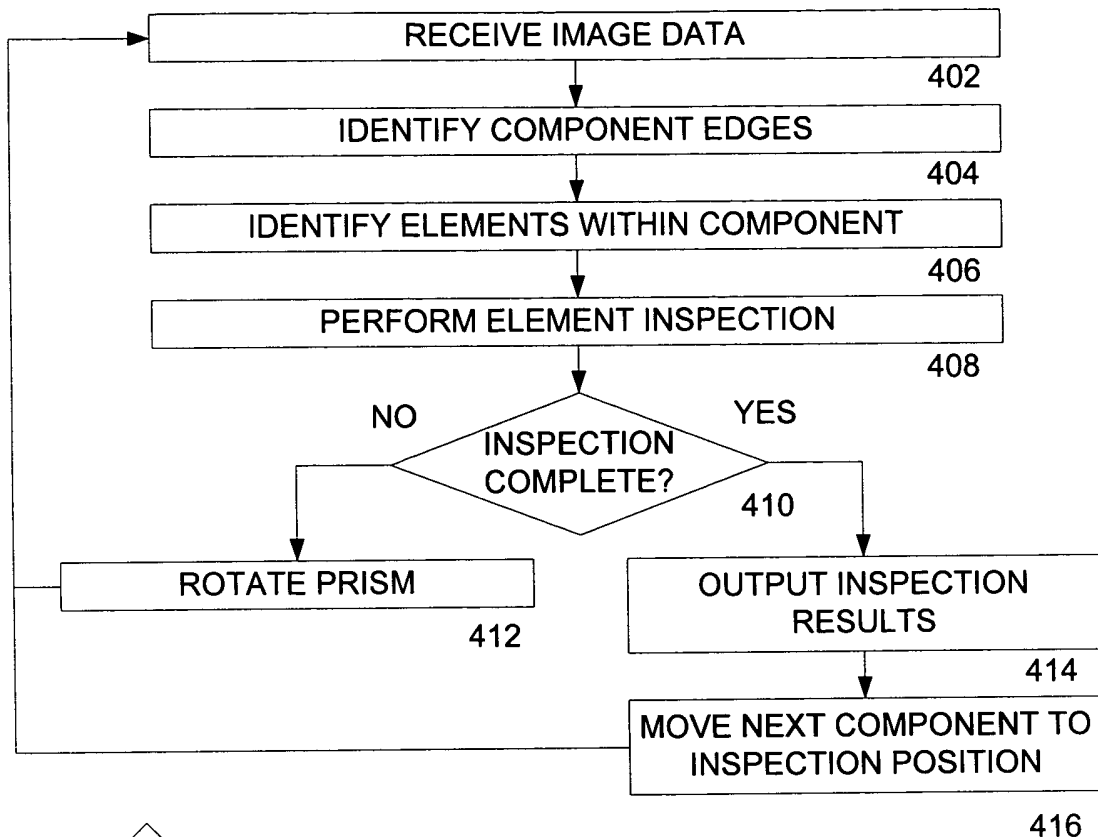 RECEIVE IMAGE DATA
402
IDENTIFY COMPONENT EDGES
404
IDENTIFY ELEMENTS WITHIN COMPONENT
406
PERFORM ELEMENT INSPECTION
408
NO
YES
INSPECTION
COMPLETE?
410
ROTATE PRISM
412
OUTPUT INSPECTION
RESULTS
414
MOVE NEXT COMPONENT TO
INSPECTION POSITION
416